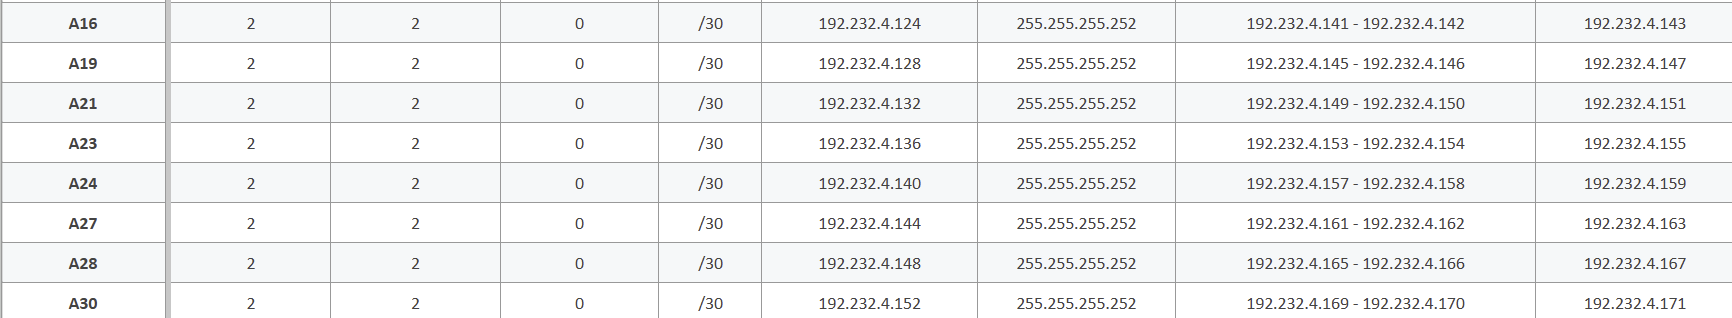 A16 2 2 0 /30 192.232.4.124 255.255.255.252 192.232.4.141 - 192.232.4.142 192.232.4.143
A19 2 2 0 /30 192.232.4.128 255.255.255.252 192.232.4.145 - 192.232.4.146 192.232.4.147
A21 2 2 0 /30 192.232.4.132 255.255.255.252 192.232.4.149 - 192.232.4.150 192.232.4.151
A23 2 2 0 /30 192.232.4.136 255.255.255.252 192.232.4.153 - 192.232.4.154 192.232.4.155
A24 2 2 0 /30 192.232.4.140 255.255.255.252 192.232.4.157 - 192.232.4.158 192.232.4.159
A27 2 2 0 /30 192.232.4.144 255.255.255.252 192.232.4.161 - 192.232.4.162 192.232.4.163
A28 2 2 0 /30 192.232.4.148 255.255.255.252 192.232.4.165 - 192.232.4.166 192.232.4.167
A30 2 2 0 /30 192.232.4.152 255.255.255.252 192.232.4.169 - 192.232.4.170 192.232.4.171